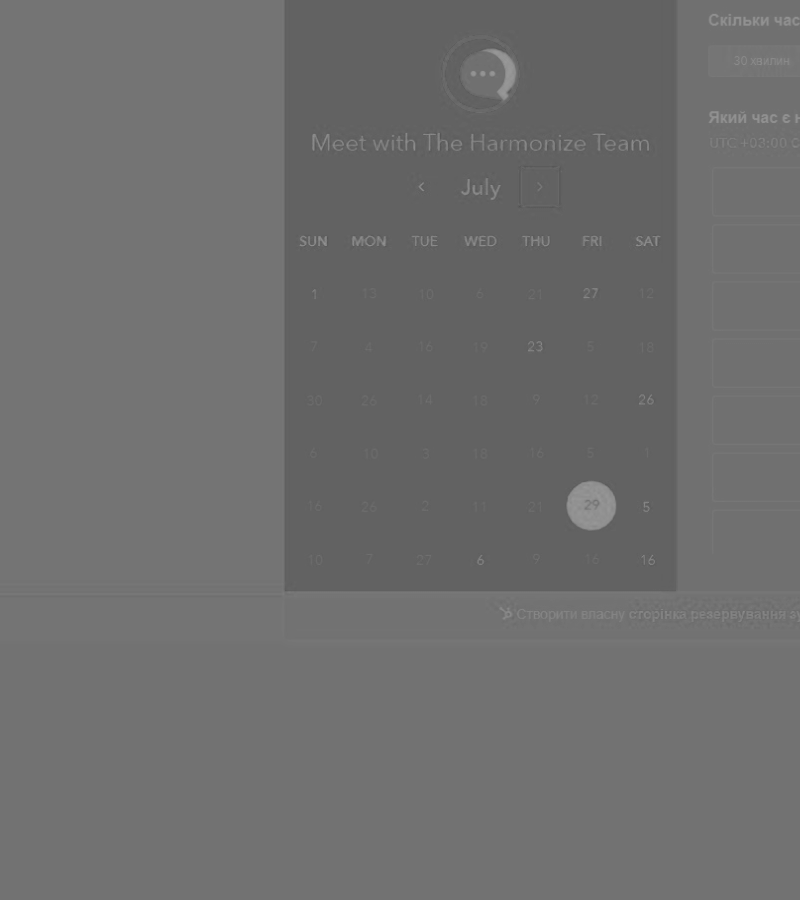 Скільки час
30 хвилин
Meet with The Harmonize Team
Який час є н
UTC +03:00
July
SUN MON TUE WED THU FRI SAT
1 13 10 6 21 27 12
7 4 16 19 23 5 18
30 26 14 18 9 12 26
6 10 3 18 16 8 1
16 26 2 11 21 29 5
10 7 27 6 9 16 16
Створити власну сторінка резервування зу